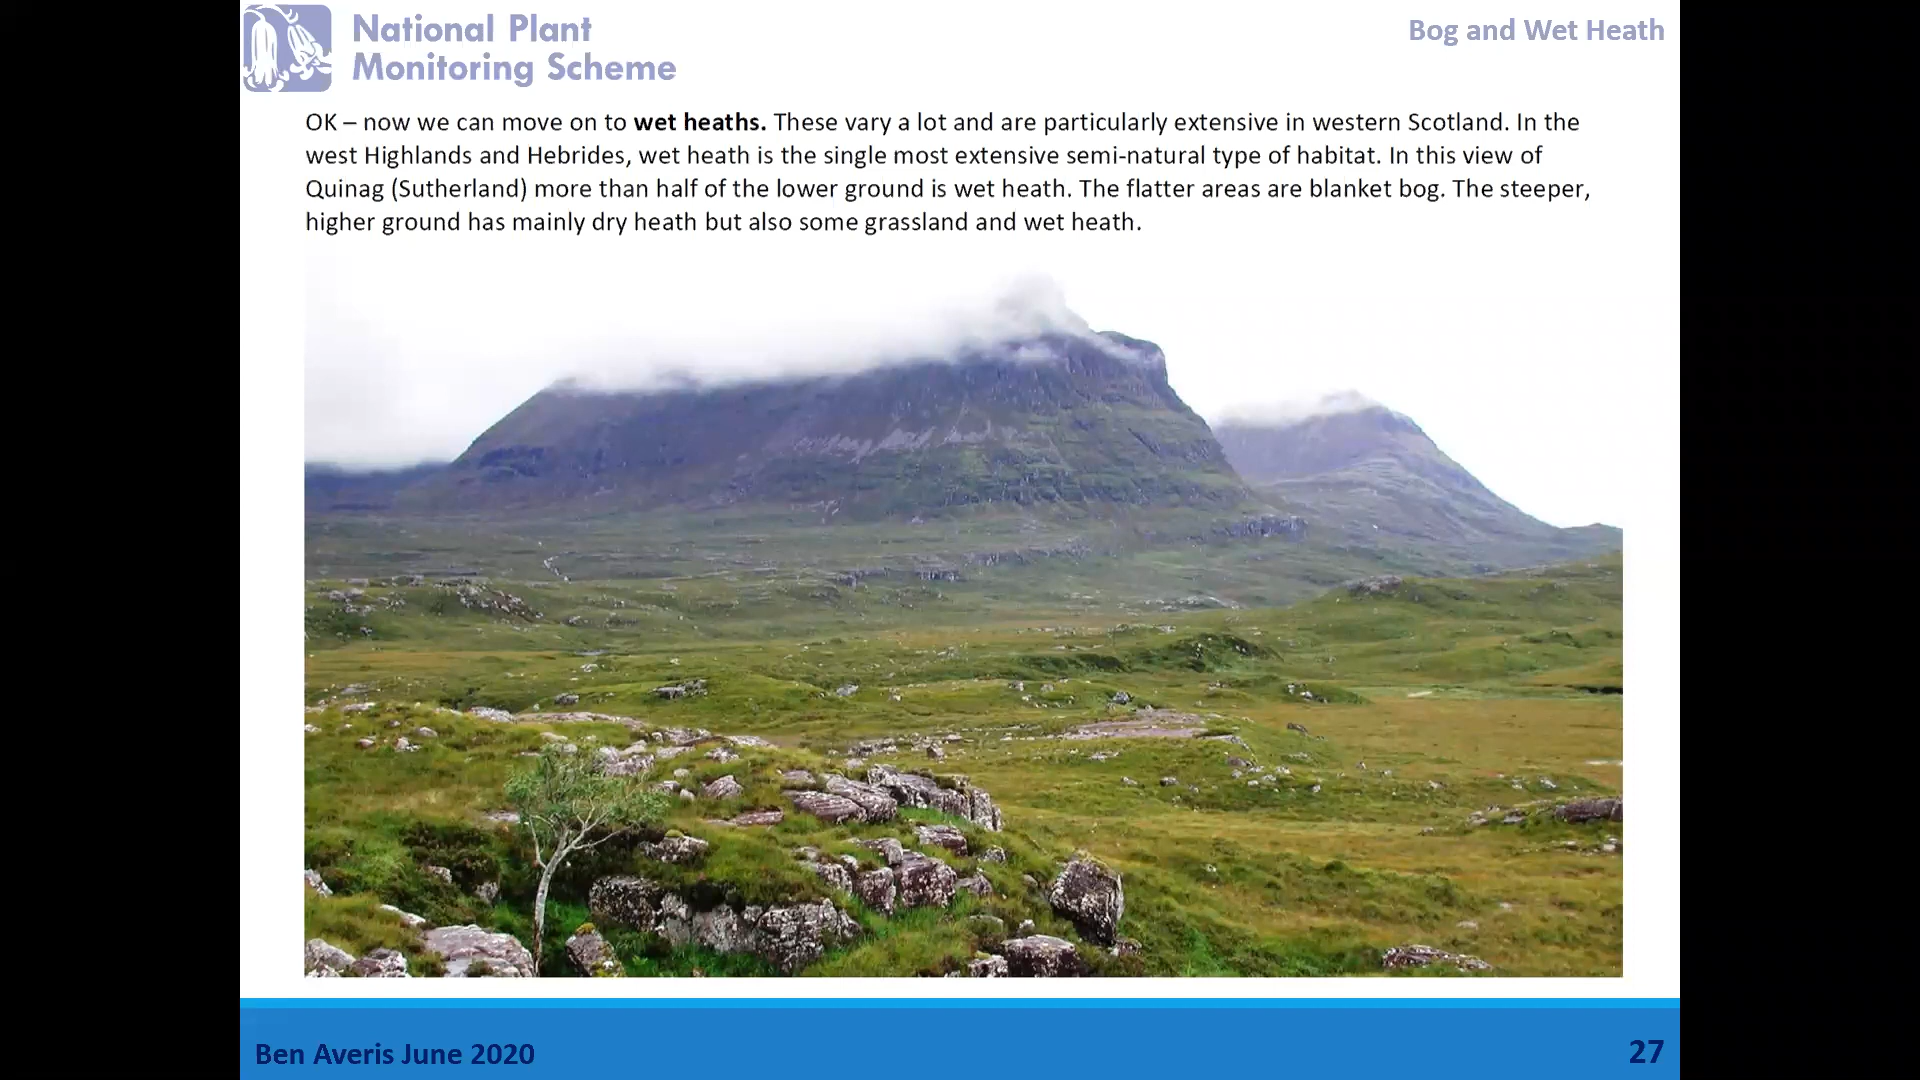 National Plant
Monitoring Scheme
Bog and Wet Heath
OK – now we can move on to wet heaths. These vary a lot and are particularly extensive in western Scotland. In the
west Highlands and Hebrides, wet heath is the single most extensive semi-natural type of habitat. In this view of
Quinag (Sutherland) more than half of the lower ground is wet heath. The flatter areas are blanket bog. The steeper,
higher ground has mainly dry heath but also some grassland and wet heath.
Ben Averis June 2020
27